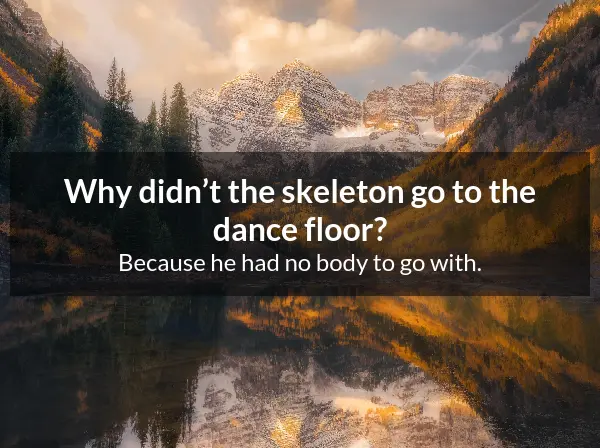 Why didn’t the skeleton go to the
dance floor?
Because he had no body to go with.